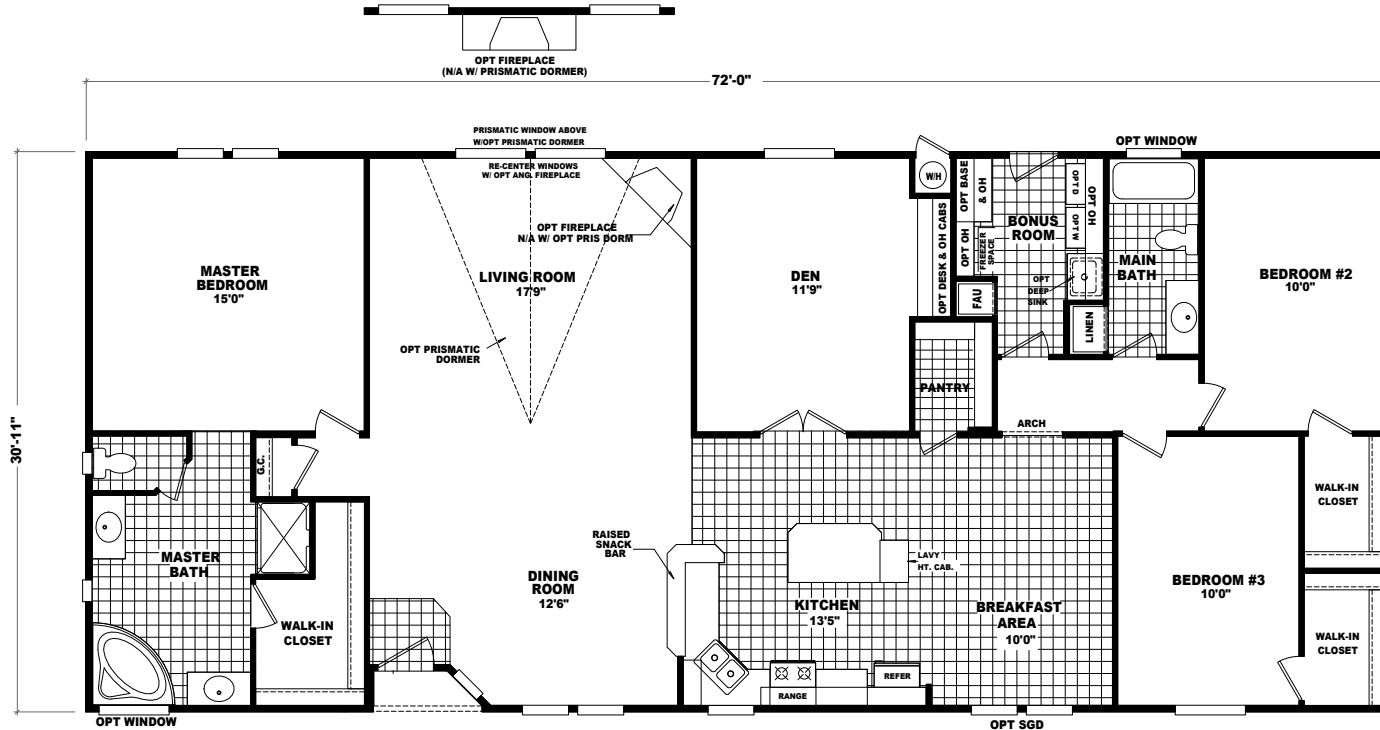 OPT FIREPLACE
(N/A W/ PRISMATIC DORMER)
72'-0"
30'-11"
PRISMATIC WINDOW ABOVE
W/OPT PRISMATIC DORMER
RE-CENTER WINDOWS
W/ OPT ANG. FIREPLACE
OPT WINDOW
MASTER
BEDROOM
15'0"
LIVING ROOM
17'9"
OPT FIREPLACE
N/A W/ OPT PRIS DORM
OPT PRISMATIC
DORMER
DEN
11'9"
W/H
OPT DESK & OH CABS
OPT BASE
& OH
OPT OH
FREEZER
SPACE
BONUS
ROOM
OPT D
OPT W
OPT OH
OPT
DEEP
SINK
FAU
LINEN
MAIN
BATH
BEDROOM #2
10'0"
PANTRY
ARCH
G.C.
MASTER
BATH
WALK-IN
CLOSET
DINING
ROOM
12'6"
RAISED
SNACK
BAR
LAVY
HT. CAB.
KITCHEN
13'5"
BREAKFAST
AREA
10'0"
RANGE
REFER
BEDROOM #3
10'0"
WALK-IN
CLOSET
WALK-IN
CLOSET
OPT WINDOW
OPT SGD